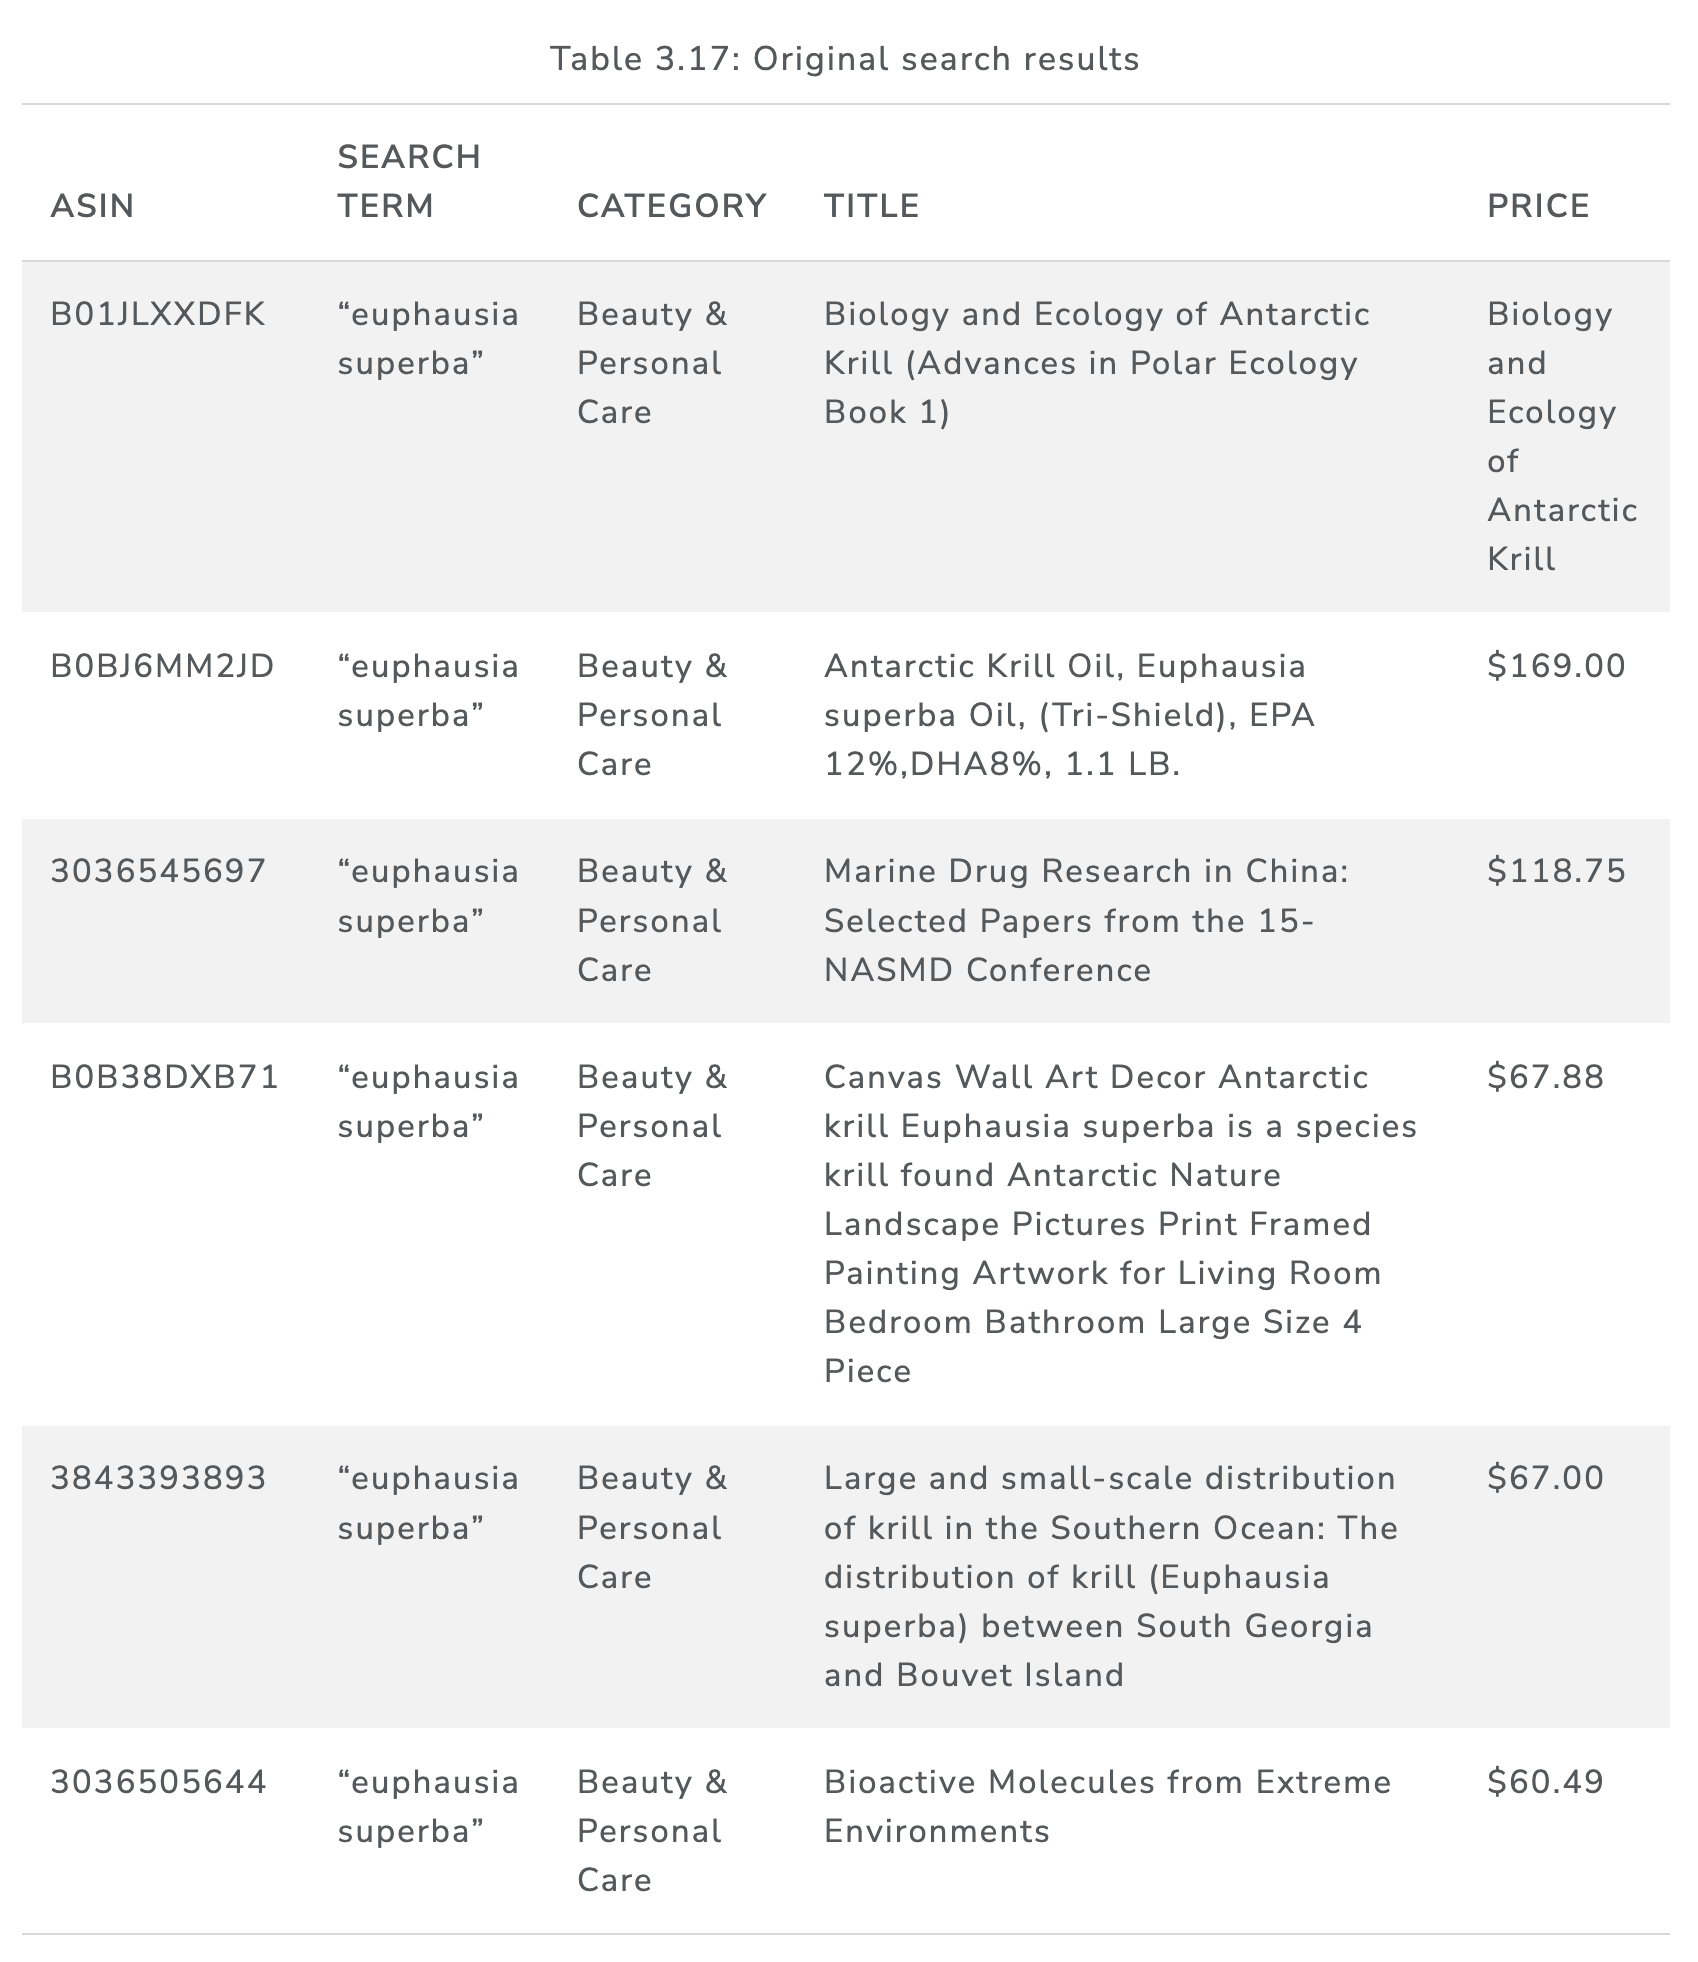 Table 3.17: Original search results
SEARCH
ASIN TERM CATEGORY TITLE PRICE
B01JLXXDFK “euphausia Beauty & Biology and Ecology of Antarctic Biology
superba” Personal Krill (Advances in Polar Ecology and
Care Book 1) Ecology
of
Antarctic
Krill
B0BJ6MM2JD “euphausia Beauty & Antarctic Krill Oil, Euphausia $169.00
superba” Personal superba Oil, (Tri-Shield), EPA
Care 12%,DHA8%, 1.1 LB.
3036545697 “euphausia Beauty & Marine Drug Research in China: $118.75
superba” Personal Selected Papers from the 15-
Care NASMD Conference
B0B38DXB71 “euphausia Beauty & Canvas Wall Art Decor Antarctic $67.88
superba” Personal krill Euphausia superba is a species
Care krill found Antarctic Nature
Landscape Pictures Print Framed
Painting Artwork for Living Room
Bedroom Bathroom Large Size 4
Piece
3843393893 “euphausia Beauty & Large and small-scale distribution $67.00
superba” Personal of krill in the Southern Ocean: The
Care distribution of krill (Euphausia
superba) between South Georgia
and Bouvet Island
3036505644 “euphausia Beauty & Bioactive Molecules from Extreme $60.49
superba” Personal Environments
Care